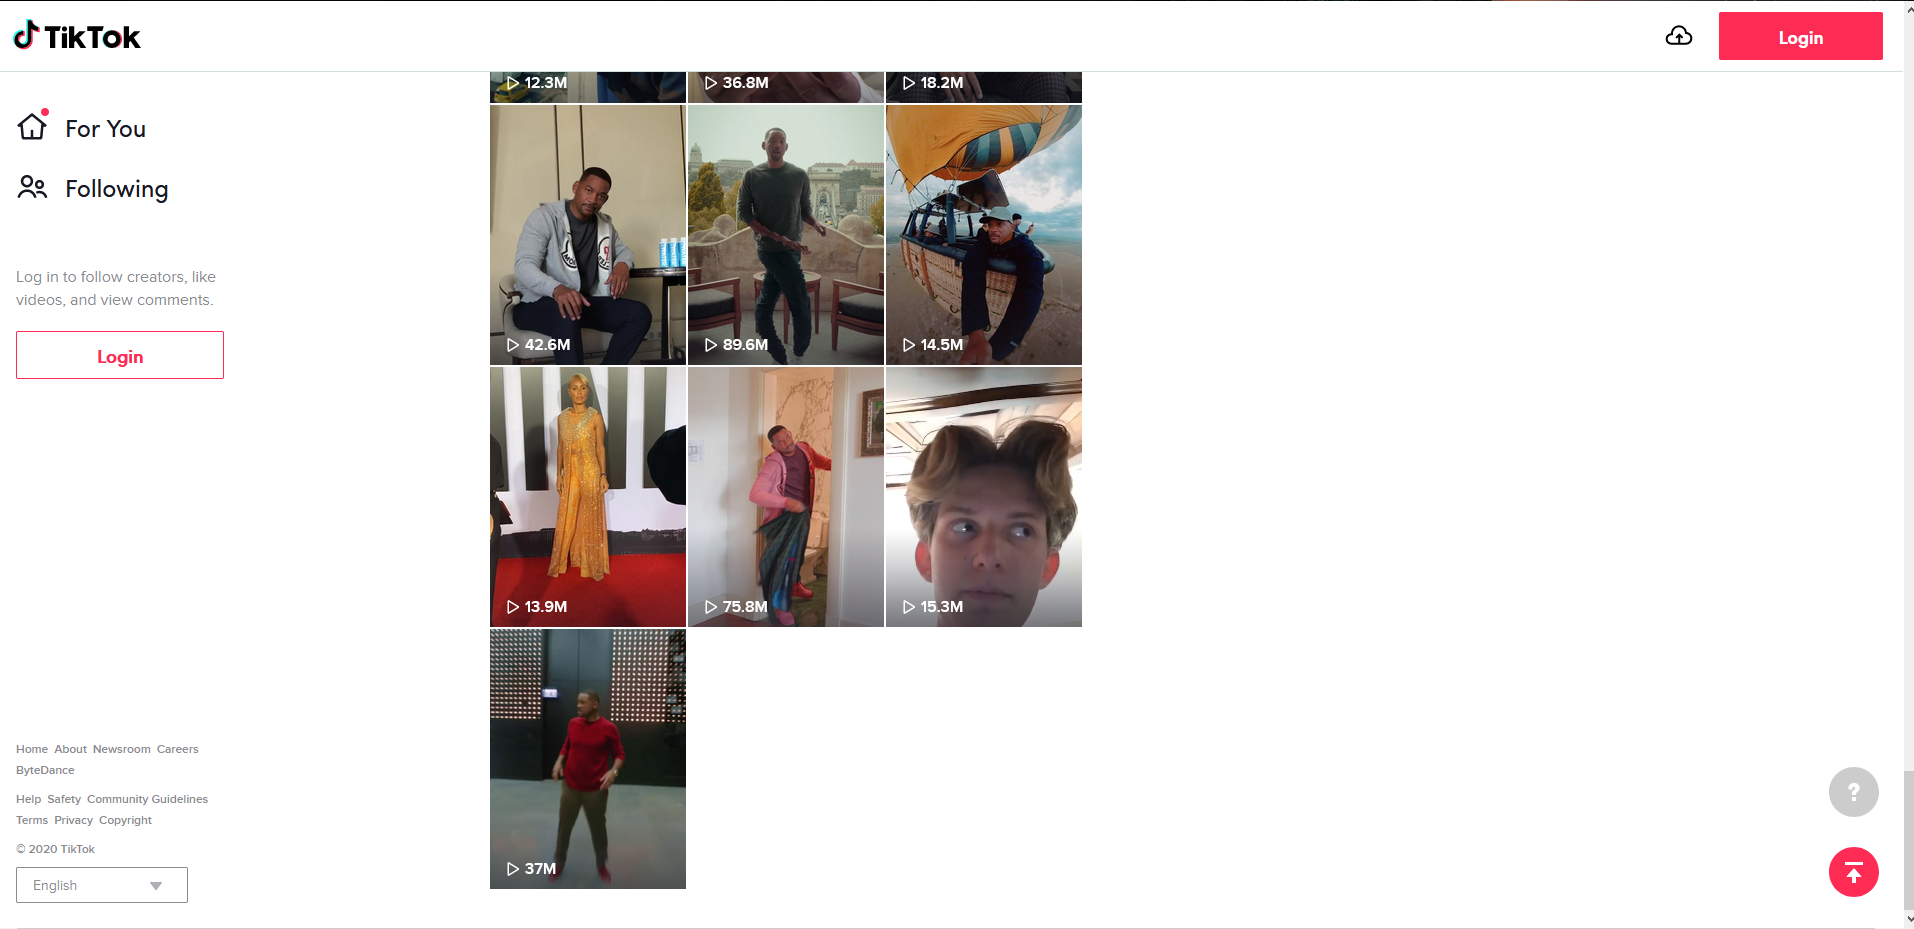 TikTok
Login
12.3M
36.8M
18.2M
For You
Following
Log in to follow creators, like
videos, and view comments.
Login
42.6M
89.6M
14.5M
13.9M
75.8M
15.3M
37M
Home About Newsroom Careers
ByteDance
Help Safety Community Guidelines
Terms Privacy Copyright
© 2020 TikTok
English
?